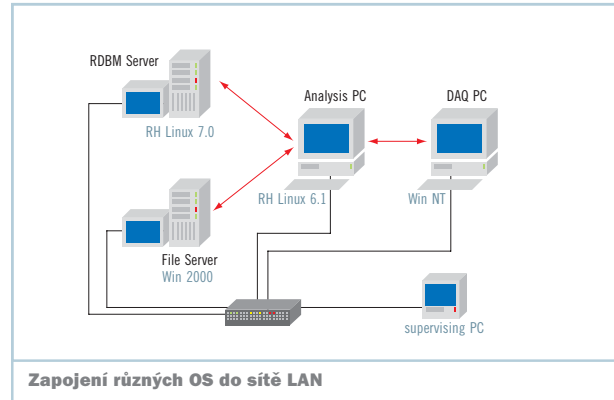 RDBM Server
RH Linux 7.0
Analysis PC
RH Linux 6.1
DAQ PC
Win NT
File Server
Win 2000
supervising PC
Zapojení různých OS do sítě LAN